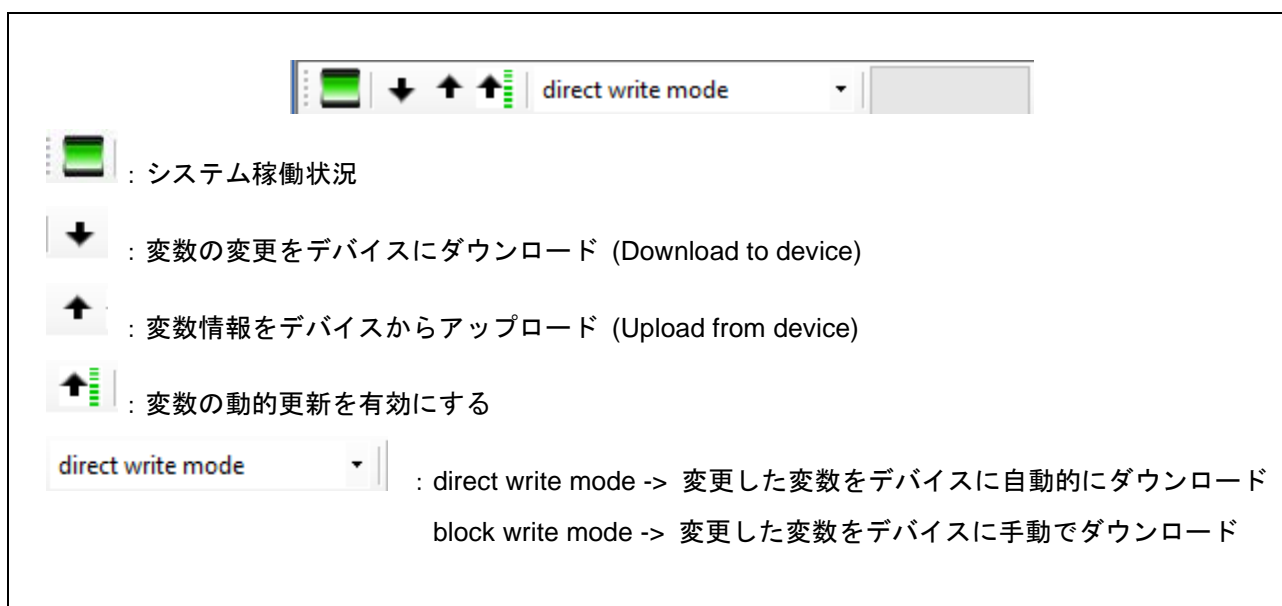 direct write mode
: システム稼働状況
: 変数の変更をデバイスにダウンロード (Download to device)
: 変数情報をデバイスからアップロード (Upload from device)
: 変数の動的更新を有効にする
direct write mode : direct write mode -> 変更した変数をデバイスに自動的にダウンロード
block write mode -> 変更した変数をデバイスに手動でダウンロード